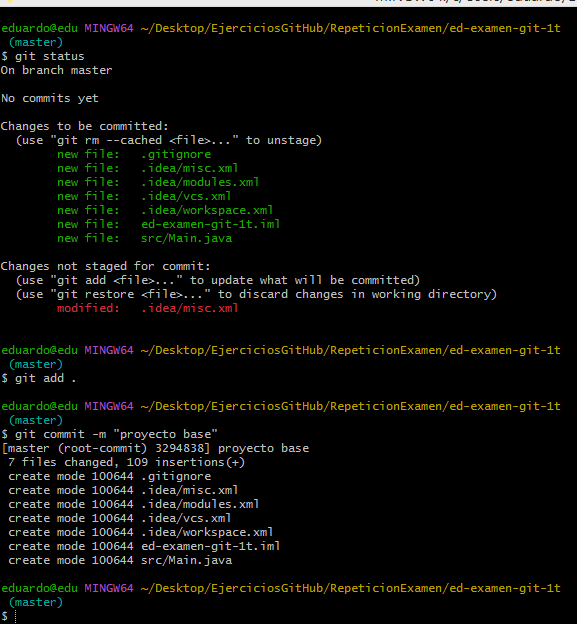 eduardo@edu MINGW64 ~/Desktop/EjerciciosGitHub/RepeticionExamen/ed-examen-git-1t
(master)
$ git status
On branch master
No commits yet
Changes to be committed:
(use "git rm --cached <file>..." to unstage)
new file: .gitignore
new file: .idea/misc.xml
new file: .idea/modules.xml
new file: .idea/vcs.xml
new file: .idea/workspace.xml
new file: ed-examen-git-1t.iml
new file: src/Main.java
Changes not staged for commit:
(use "git add <file>..." to update what will be committed)
(use "git restore <file>..." to discard changes in working directory)
modified: .idea/misc.xml
eduardo@edu MINGW64 ~/Desktop/EjerciciosGitHub/RepeticionExamen/ed-examen-git-1t
(master)
$ git add .
eduardo@edu MINGW64 ~/Desktop/EjerciciosGitHub/RepeticionExamen/ed-examen-git-1t
(master)
$ git commit -m "proyecto base"
[master (root-commit) 3294838] proyecto base
7 files changed, 109 insertions(+)
create mode 100644 .gitignore
create mode 100644 .idea/misc.xml
create mode 100644 .idea/modules.xml
create mode 100644 .idea/vcs.xml
create mode 100644 .idea/workspace.xml
create mode 100644 ed-examen-git-1t.iml
create mode 100644 src/Main.java
eduardo@edu MINGW64 ~/Desktop/EjerciciosGitHub/RepeticionExamen/ed-examen-git-1t
(master)
$